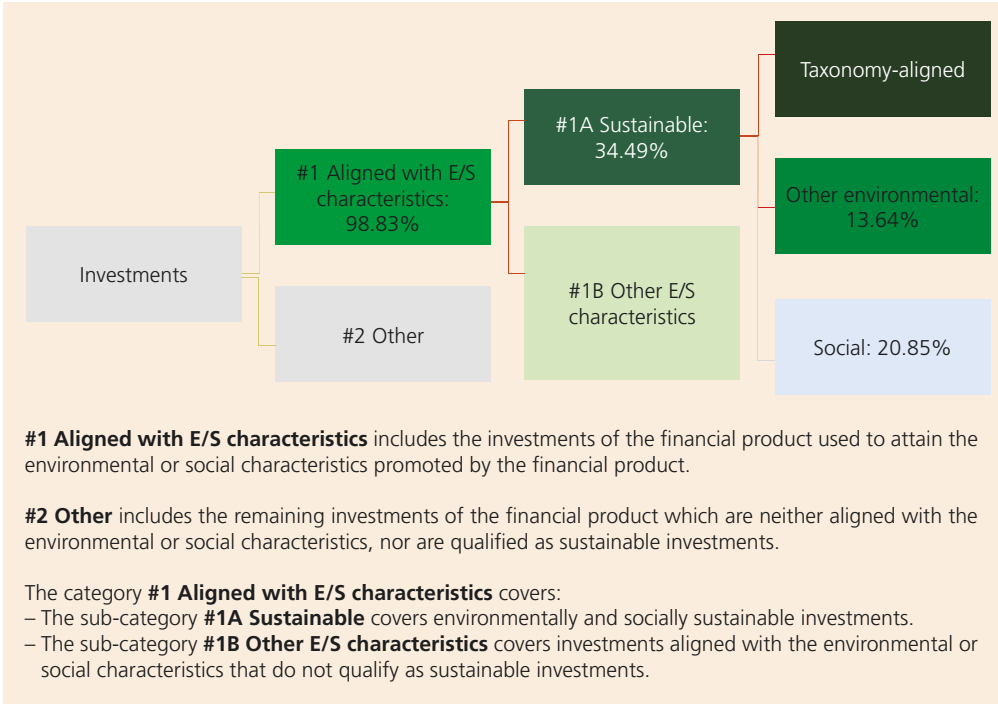 Investments
#1 Aligned with E/S
characteristics:
98.83%
#2 Other
#1A Sustainable:
34.49%
#1B Other E/S
characteristics
Taxonomy-aligned
Other environmental:
13.64%
Social: 20.85%
#1 Aligned with E/S characteristics includes the investments of the financial product used to attain the
environmental or social characteristics promoted by the financial product.
#2 Other includes the remaining investments of the financial product which are neither aligned with the
environmental or social characteristics, nor are qualified as sustainable investments.
The category #1 Aligned with E/S characteristics covers:
– The sub-category #1A Sustainable covers environmentally and socially sustainable investments.
– The sub-category #1B Other E/S characteristics covers investments aligned with the environmental or
social characteristics that do not qualify as sustainable investments.